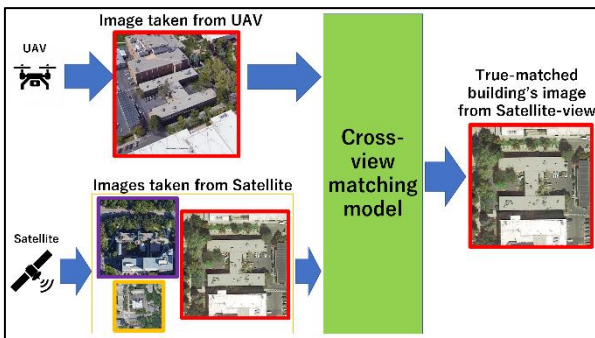 Image taken from UAV
UAV
Images taken from Satellite
Satellite
Cross-
view
matching
model
True-matched
building's image
from Satellite-view